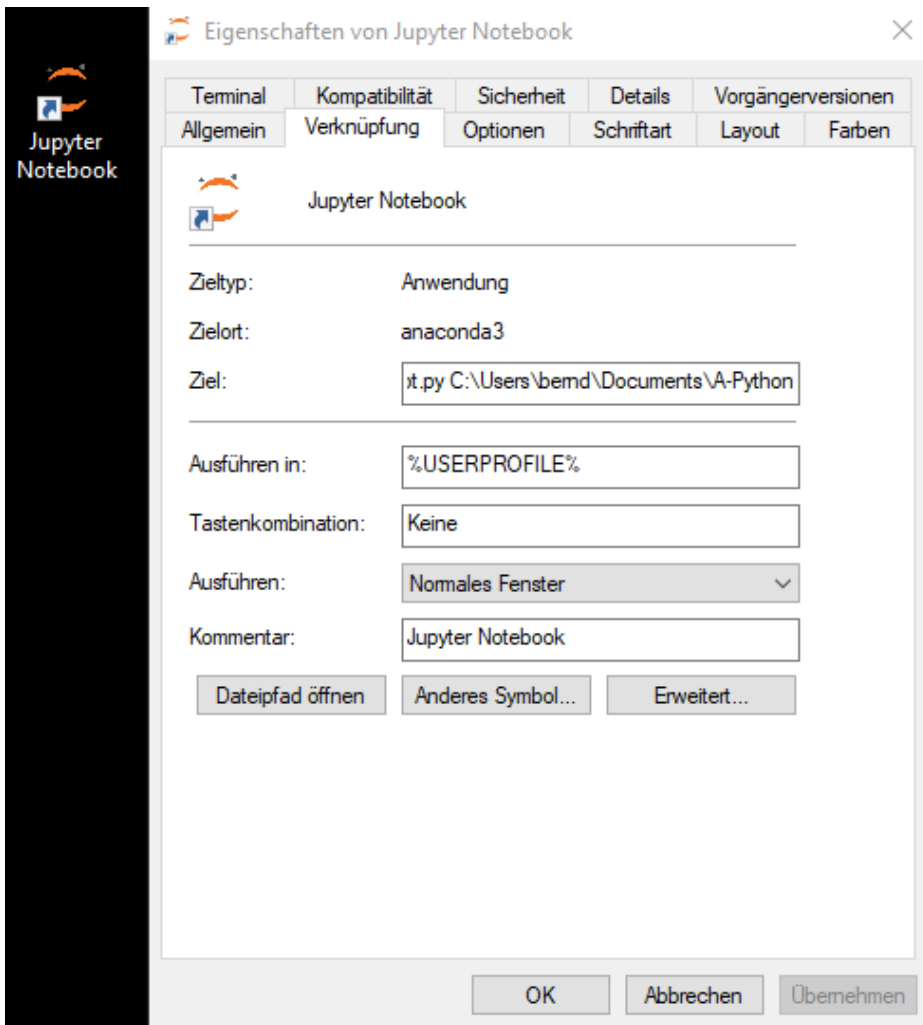 Jupyter
Notebook
Eigenschaften von Jupyter Notebook
Terminal Kompatibilität Sicherheit Details Vorgängerversionen
Allgemein Verknüpfung Optionen Schriftart Layout Farben
Jupyter Notebook
Zieltyp: Anwendung
Zielort: anaconda3
Ziel: t.py C:\Users\bernd\Documents\A-Python
Ausführen in: %USERPROFILE%
Tastenkombination: Keine
Ausführen: Normales Fenster
Kommentar: Jupyter Notebook
Dateipfad öffnen Anderes Symbol... Erweitert...
OK Abbrechen Übernehmen